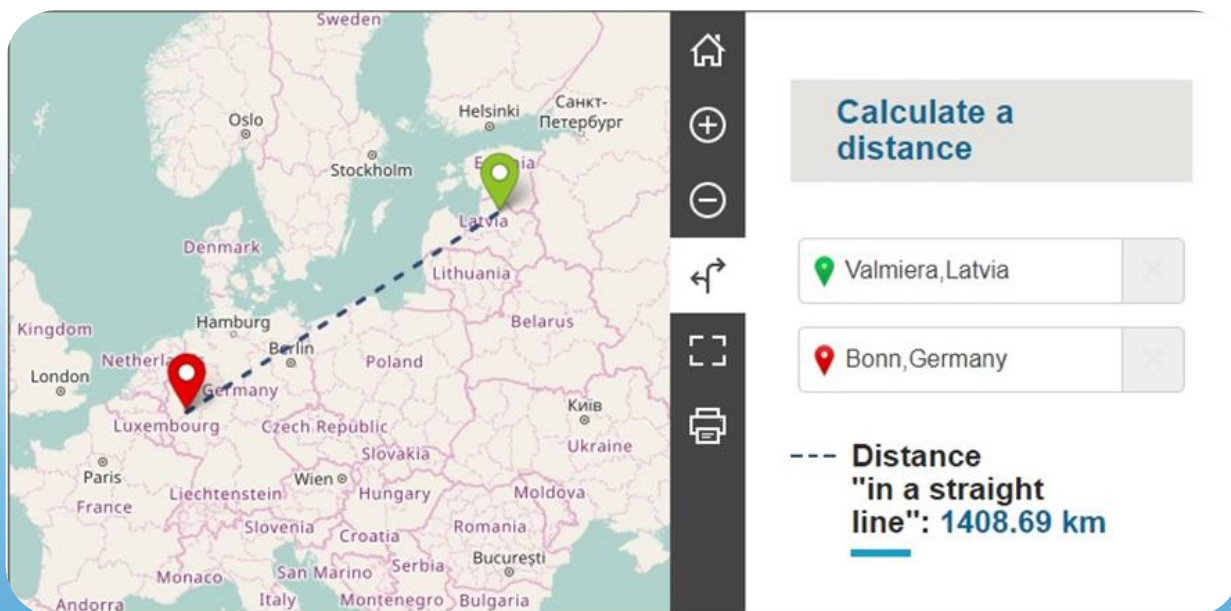 Sweden
Helsinki
Санкт-
Петербург
Oslo
Stockholm
Latvia
Denmark
Lithuania
Kingdom
Hamburg
Belarus
Berlin
Poland
London
Germany
Luxembourg
Czech Republic
Київ
Ukraine
Slovakia
Paris
Liechtenstein
Wien
Hungary
Moldova
France
Slovenia
Croatia
Romania
București
Monaco
San Marino
Serbia
Andorra
Italy
Montenegro
Bulgaria
Calculate a
distance
Valmiera,Latvia
Bonn,Germany
Distance
"in a straight
line": 1408.69 km